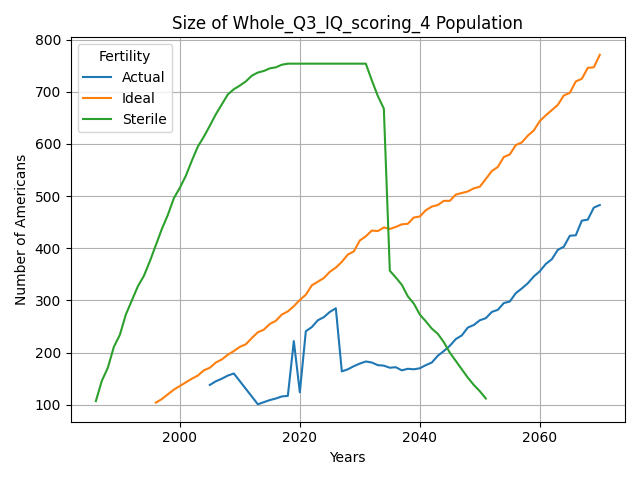 Size of Whole_Q3_IQ_scoring_4 Population
Fertility
Actual
Ideal
Sterile
Number of Americans
800
700
600
500
400
300
200
100
2000
2020
2040
2060
Years